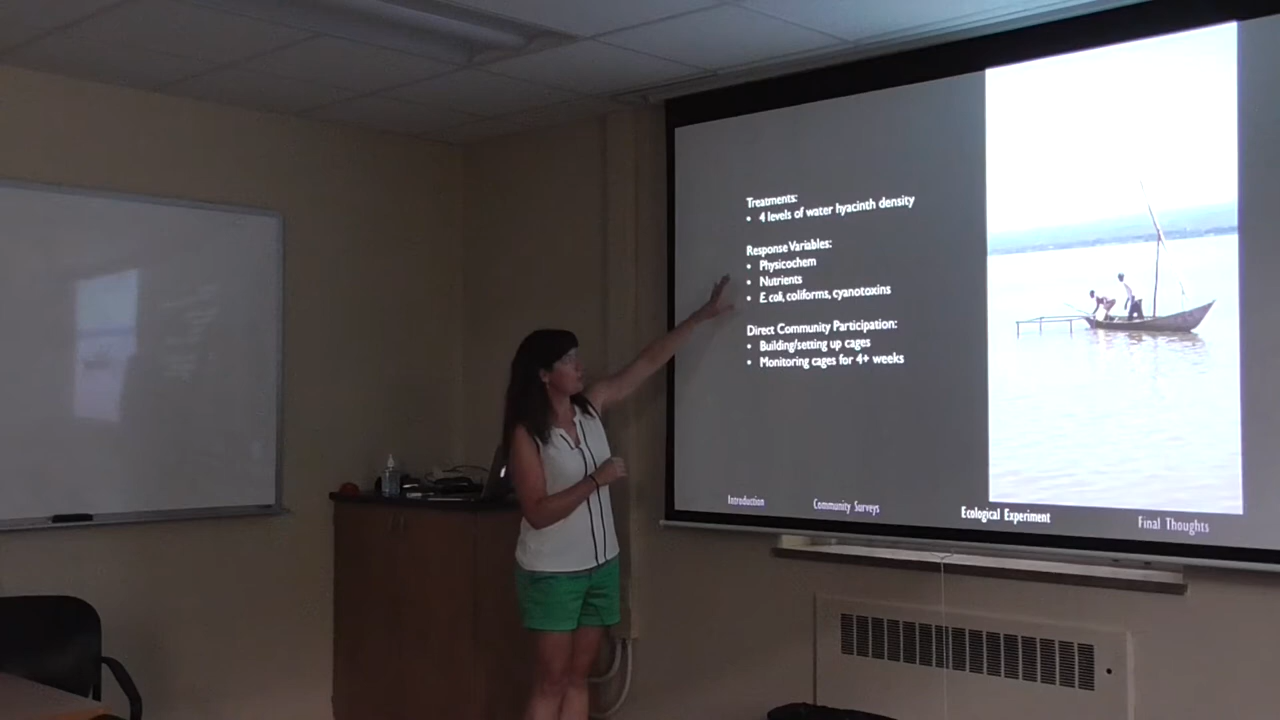 Treatments:
• 4 levels of water hyacinth density
Response Variables:
• Physicochem
• Nutrients
• E. coli, coliforms, cyanotoxins
Direct Community Participation:
• Building/setting up cages
• Monitoring cages for 4+ weeks
Introduction
Community Surveys
Ecological Experiment
Final Thoughts